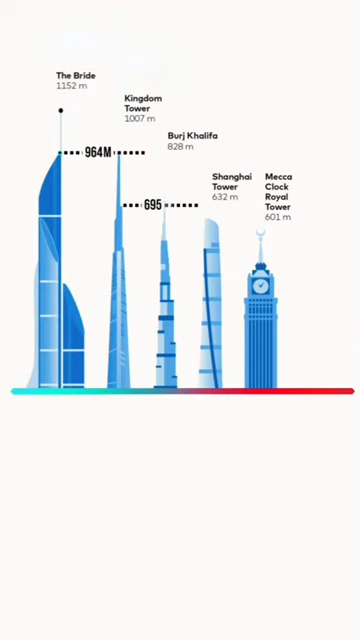 The Bride
1152 m
Kingdom
Tower
1007 m
Burj Khalifa
828 m
964M
Shanghai
Tower
632 m
Mecca
Clock
Royal
Tower
601 m
695